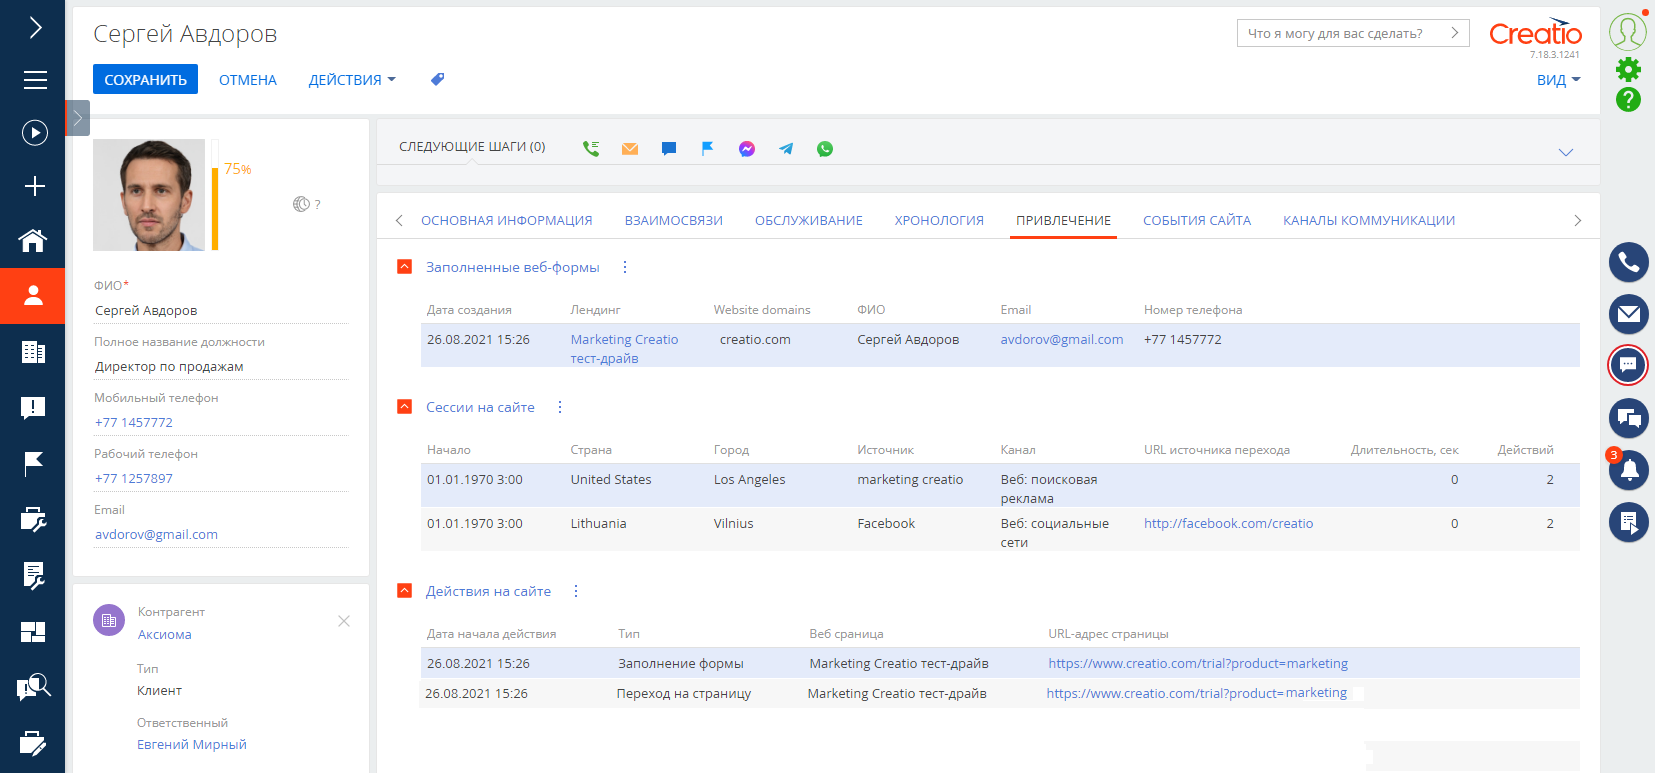 Сергей Авдоров
Что я могу для вас сделать?
Creatio
7.18.3.1241
СОХРАНИТЬ
ОТМЕНА
ДЕЙСТВИЯ
ВИД
75%
?
ФИО*
Сергей Авдоров
Полное название должности
Директор по продажам
Мобильный телефон
+77 1457772
Рабочий телефон
+77 1257897
Email
avdorov@gmail.com
Контрагент
Аксиома
Тип
Клиент
Ответственный
Евгений Мирный
СЛЕДУЮЩИЕ ШАГИ (0)
ОСНОВНАЯ ИНФОРМАЦИЯ ВЗАИМОСВЯЗИ ОБСЛУЖИВАНИЕ ХРОНОЛОГИЯ ПРИВЛЕЧЕНИЕ СОБЫТИЯ САЙТА КАНАЛЫ КОММУНИКАЦИИ
Заполненные веб-формы
Дата создания Лендинг Website domains ФИО Email Номер телефона
26.08.2021 15:26 Marketing Creatio creatio.com Сергей Авдоров avdorov@gmail.com +77 1457772
тест-драйв
Сессии на сайте
Начало Страна Город Источник Канал URL источника перехода Длительность, сек Действий
01.01.1970 3:00 United States Los Angeles marketing creatio Веб: поисковая 0 2
реклама
01.01.1970 3:00 Lithuania Vilnius Facebook Веб: социальные http://facebook.com/creatio 0 2
сети
Действия на сайте
Дата начала действия Тип Веб сраница URL-адрес страницы
26.08.2021 15:26 Заполнение формы Marketing Creatio тест-драйв https://www.creatio.com/trial?product=marketing
26.08.2021 15:26 Переход на страницу Marketing Creatio тест-драйв https://www.creatio.com/trial?product=marketing
?
3